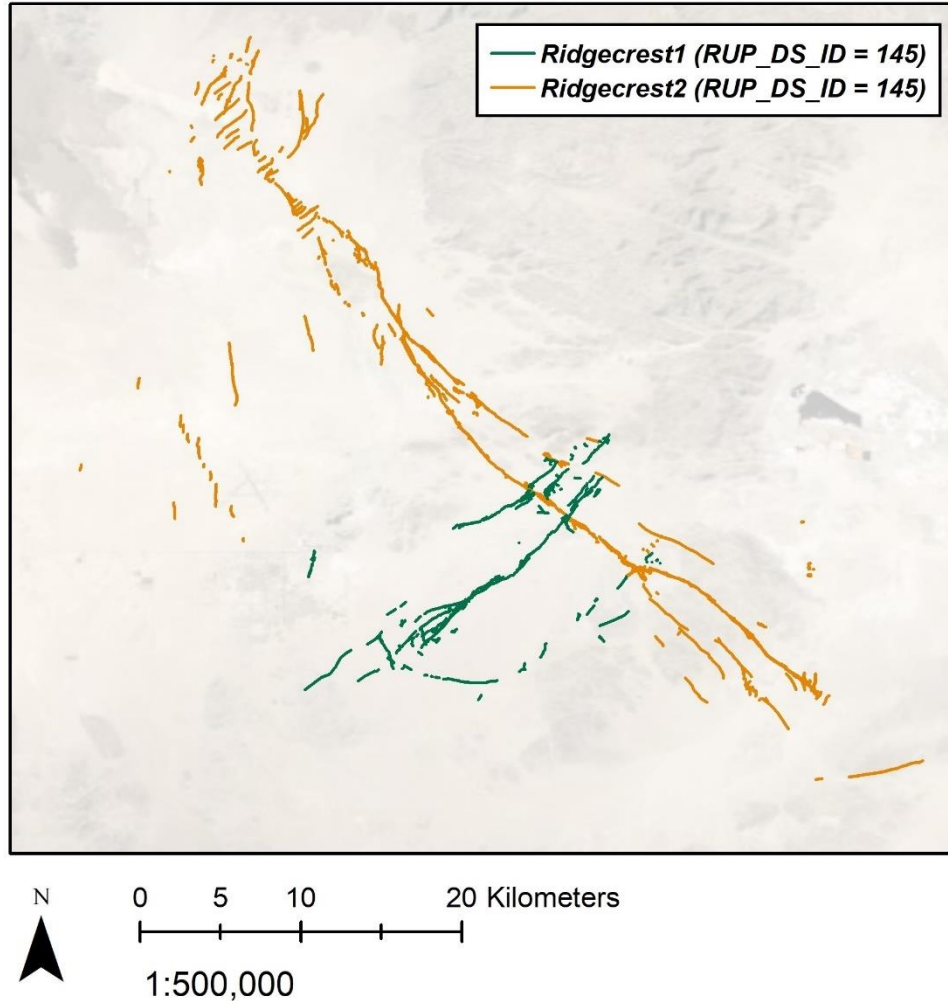 Ridgecrest1 (RUP_DS_ID = 145)
Ridgecrest2 (RUP_DS_ID = 145)
N
0 5 10 20 Kilometers
1:500,000